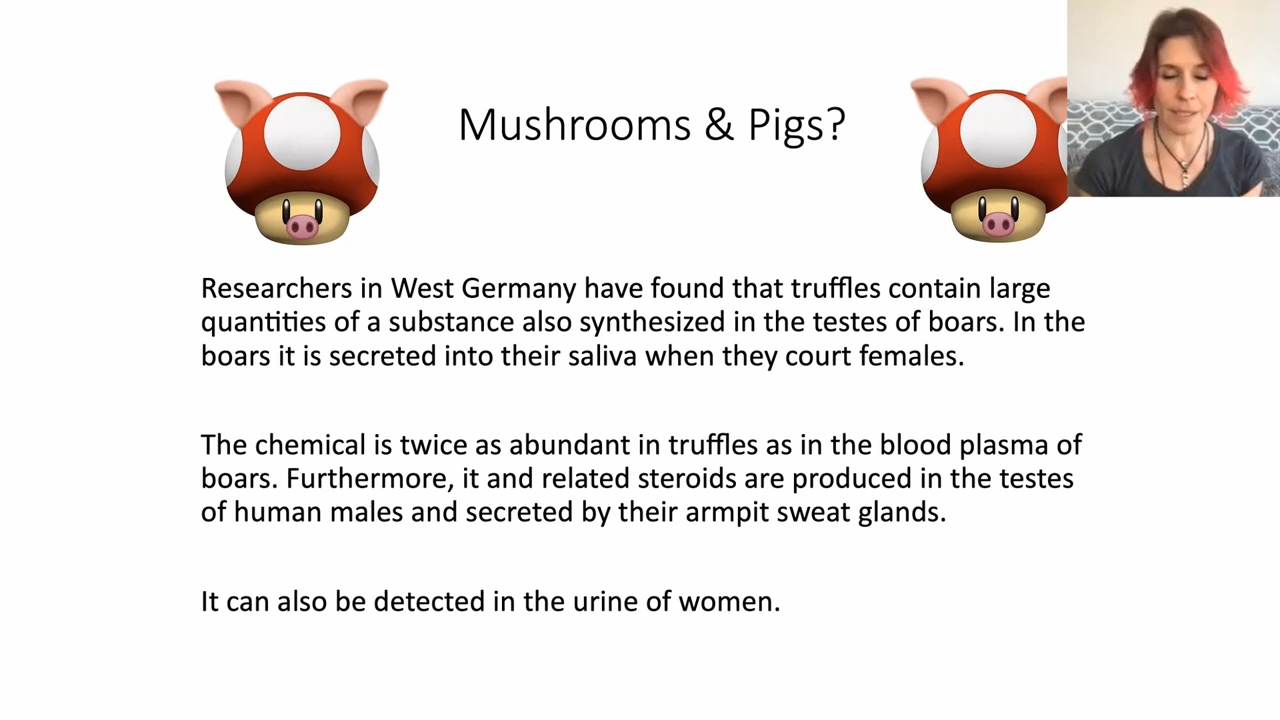 Mushrooms & Pigs?
Researchers in West Germany have found that truffles contain large
quantities of a substance also synthesized in the testes of boars. In the
boars it is secreted into their saliva when they court females.
The chemical is twice as abundant in truffles as in the blood plasma of
boars. Furthermore, it and related steroids are produced in the testes
of human males and secreted by their armpit sweat glands.
It can also be detected in the urine of women.